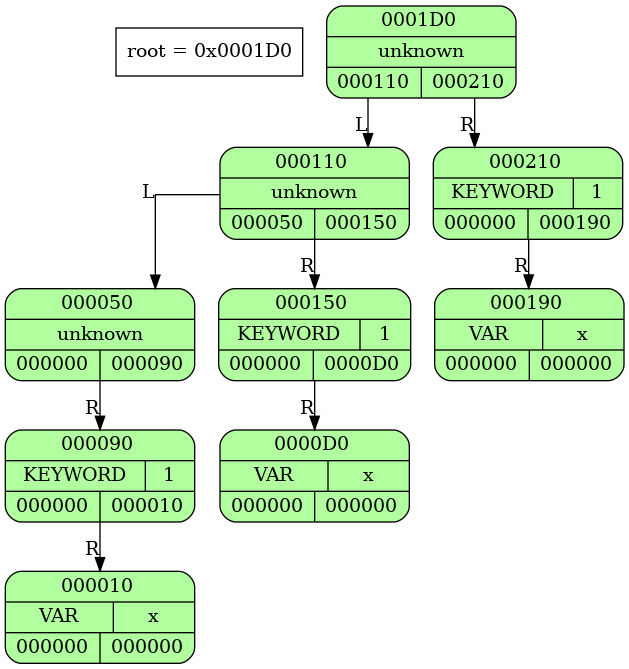 root = 0x0001D0
0001D0
unknown
000110 000210
L R
000110
unknown
000050 000150
000210
KEYWORD 1
000000 000190
L R R
000050
unknown
000000 000090
000150
KEYWORD 1
000000 0000D0
000190
VAR x
000000 000000
R R
000090
KEYWORD 1
000000 000010
0000D0
VAR x
000000 000000
R
000010
VAR x
000000 000000